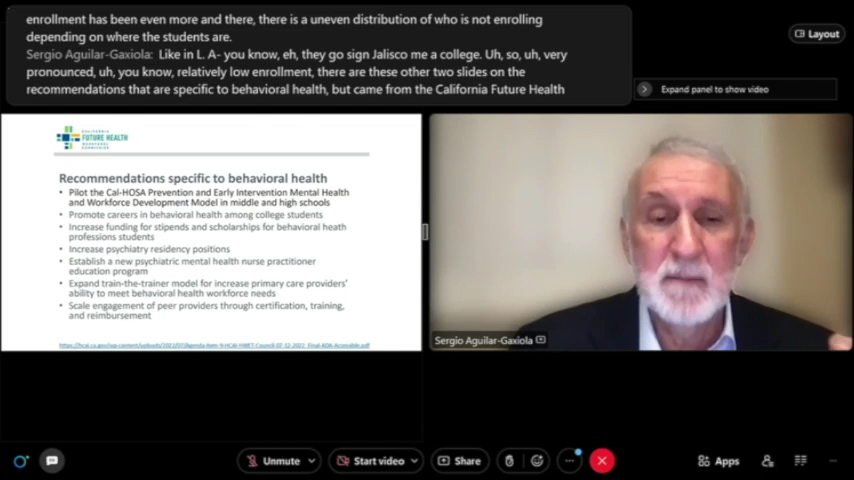 enrollment has been even more and there, there is a uneven distribution of who is not enrolling
depending on where the students are.
Sergio Aguilar-Gaxiola: Like in L. A- you know, eh, they go sign Jalisco me a college. Uh, so, uh, very
pronounced, uh, you know, relatively low enrollment, there are these other two slides on the
recommendations that are specific to behavioral health, but came from the California Future Health
Layout
Expand panel to show video
CALIFORNIA
FUTURE HEALTH
WORKFORCE
COMMISSION
Recommendations specific to behavioral health
• Pilot the Cal-HOSA Prevention and Early Intervention Mental Health
and Workforce Development Model in middle and high schools
• Promote careers in behavioral health among college students
• Increase funding for stipends and scholarships for behavioral heath
professions students
• Increase psychiatry residency positions
• Establish a new psychiatric mental health nurse practitioner
education program
• Expand train-the-trainer model for increase primary care providers'
ability to meet behavioral health workforce needs
• Scale engagement of peer providers through certification, training,
and reimbursement
Sergio Aguilar-Gaxiola
Unmute
Start video
Share
Apps